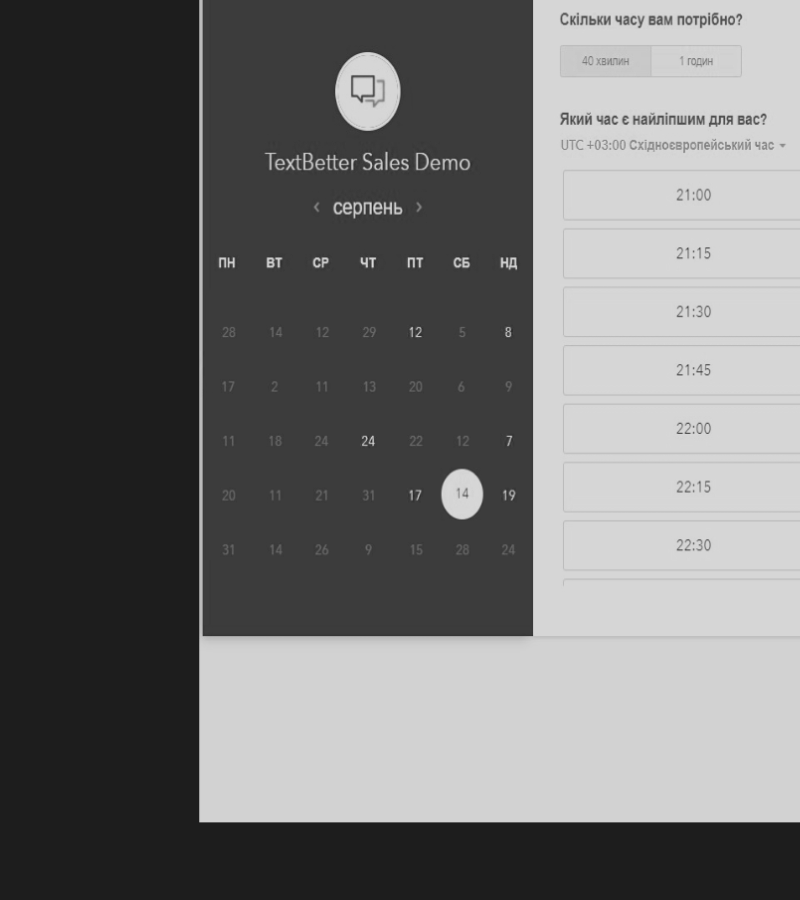 TextBetter Sales Demo
‹ серпень ›
ПН ВТ СР ЧТ ПТ СБ НД
28 14 12 29 12 5 8
17 2 11 13 20 6 9
11 18 24 24 22 12 7
20 11 21 31 17 14 19
31 14 26 9 15 28 24
Скільки часу вам потрібно?
40 хвилин 1 годин
Який час є найліпшим для вас?
UTC +03:00 Східноєвропейський час
21:00
21:15
21:30
21:45
22:00
22:15
22:30